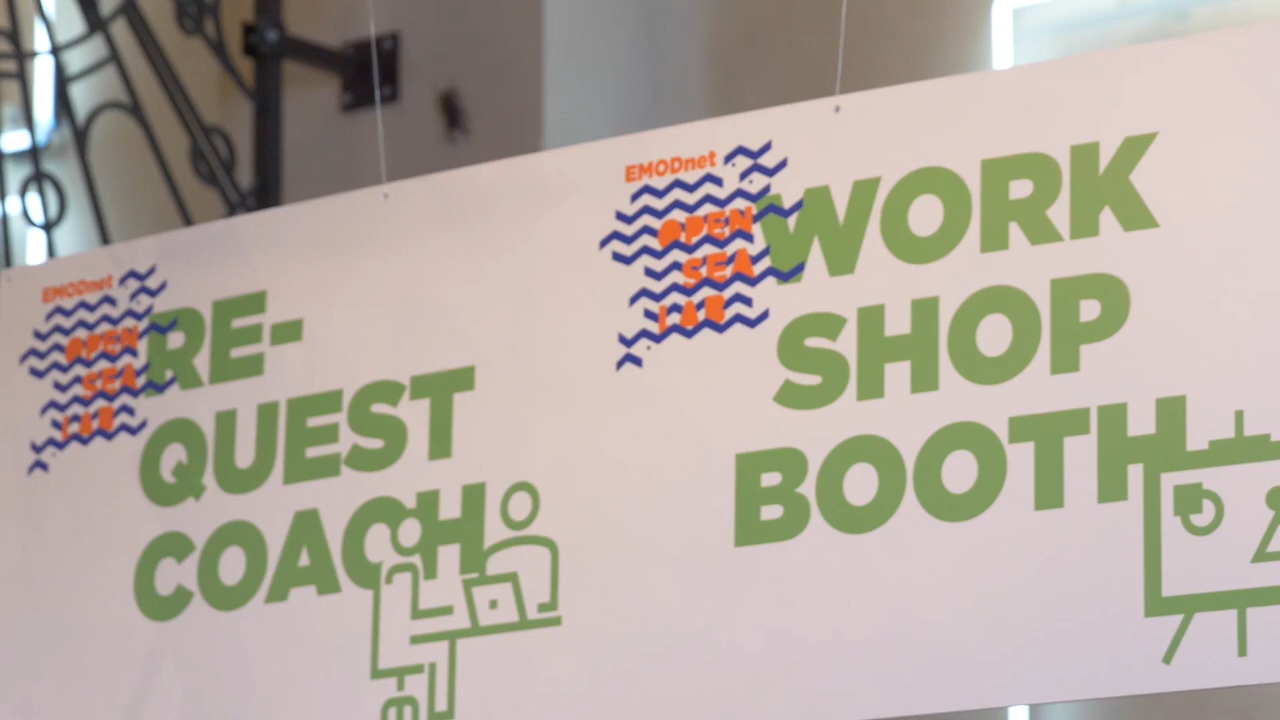 EMODnet
OPEN
SEA
LAB
RE-
QUEST
COACH
EMODnet
OPEN
SEA
LAB
WORK
SHOP
BOOTH